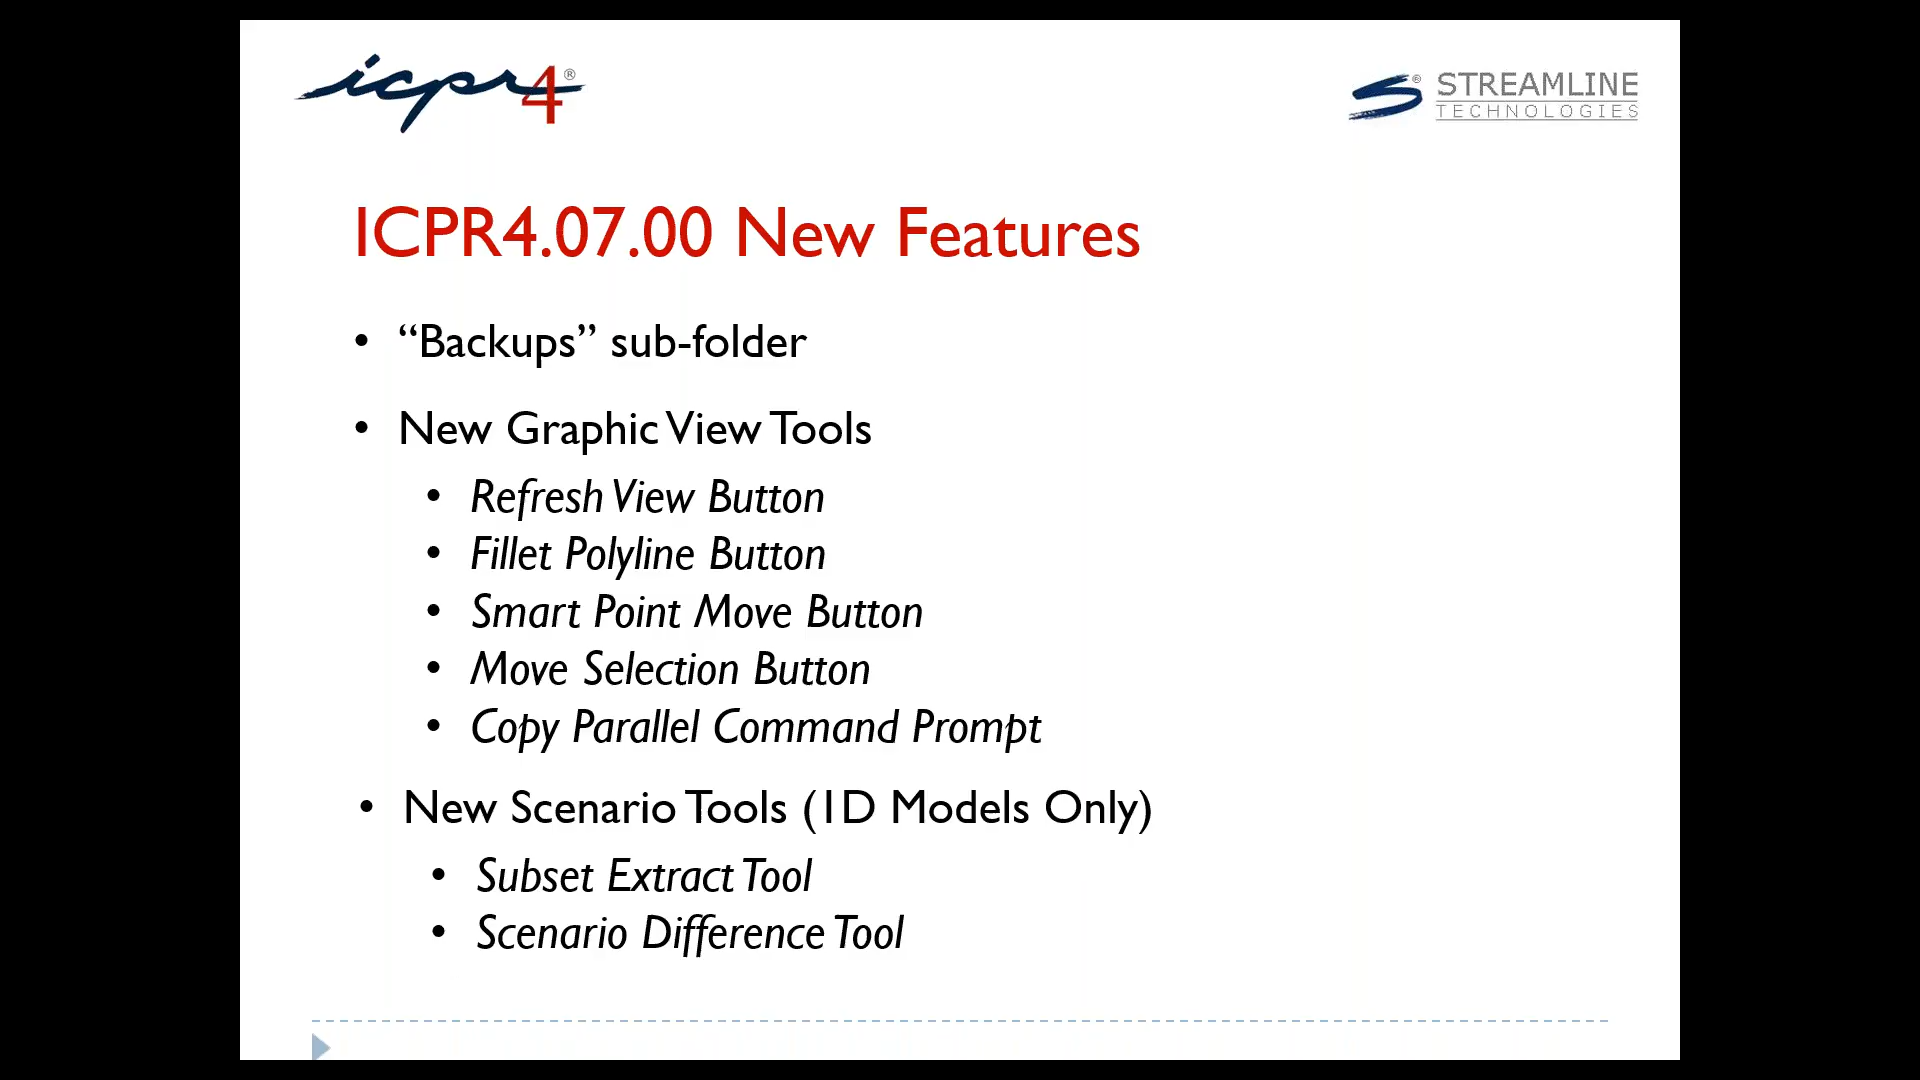 icpr4®
S® STREAMLINE
TECHNOLOGIES
ICPR4.07.00 New Features
• “Backups” sub-folder
• New Graphic View Tools
• Refresh View Button
• Fillet Polyline Button
• Smart Point Move Button
• Move Selection Button
• Copy Parallel Command Prompt
• New Scenario Tools (1D Models Only)
• Subset Extract Tool
• Scenario Difference Tool